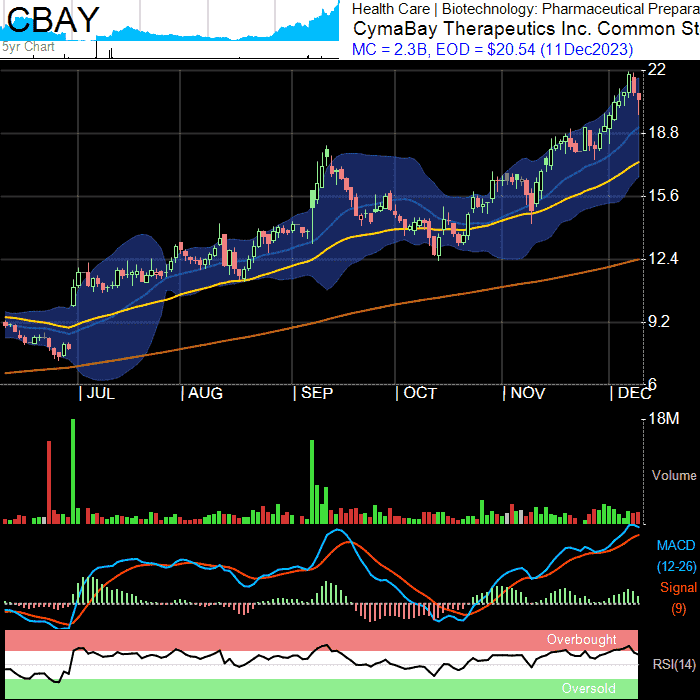 CBAY
5yr Chart
Health Care | Biotechnology: Pharmaceutical Prepara
CymaBay Therapeutics Inc. Common St
MC = 2.3B, EOD = $20.54 (11Dec2023)
22
18.8
15.6
12.4
9.2
6
JUL
AUG
SEP
OCT
NOV
DEC
18M
Volume
MACD
(12-26)
Signal
(9)
Overbought
RSI(14)
Oversold